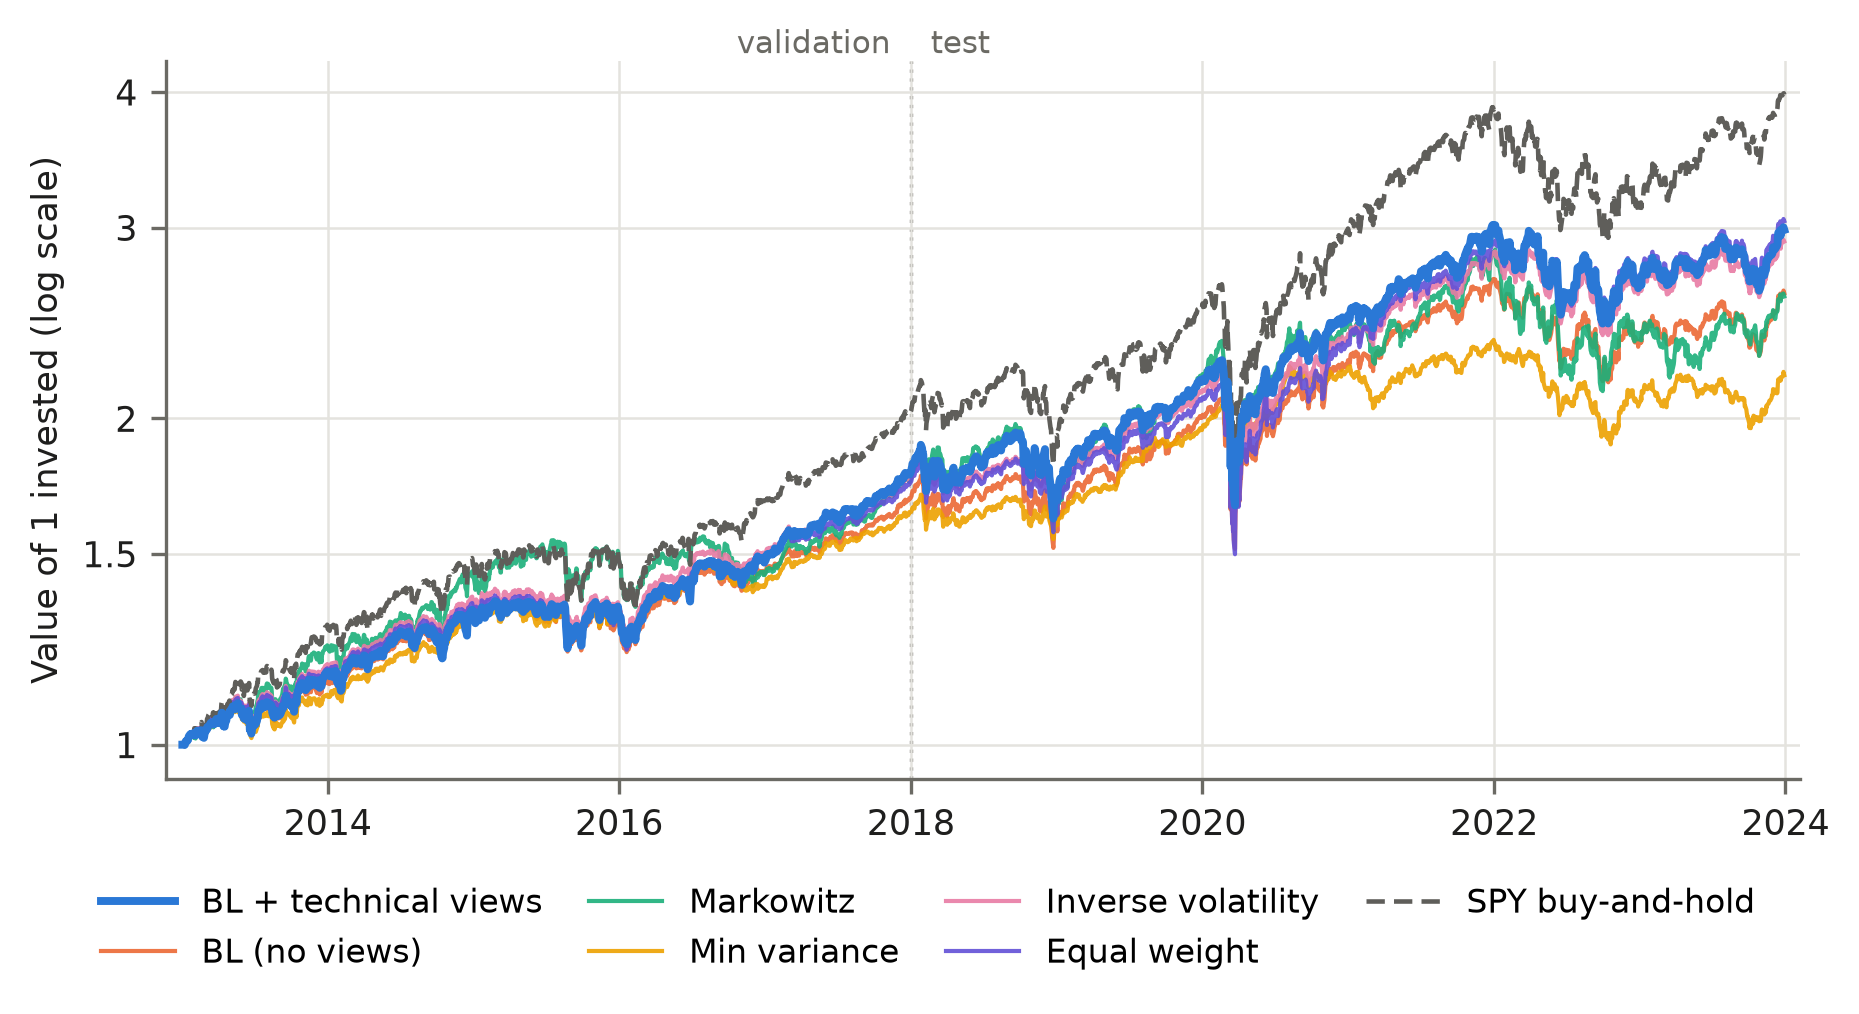 validation test
Value of 1 invested (log scale)
4
3
2
1.5
1
2014 2016 2018 2020 2022 2024
BL + technical views Markowitz Inverse volatility SPY buy-and-hold
BL (no views) Min variance Equal weight